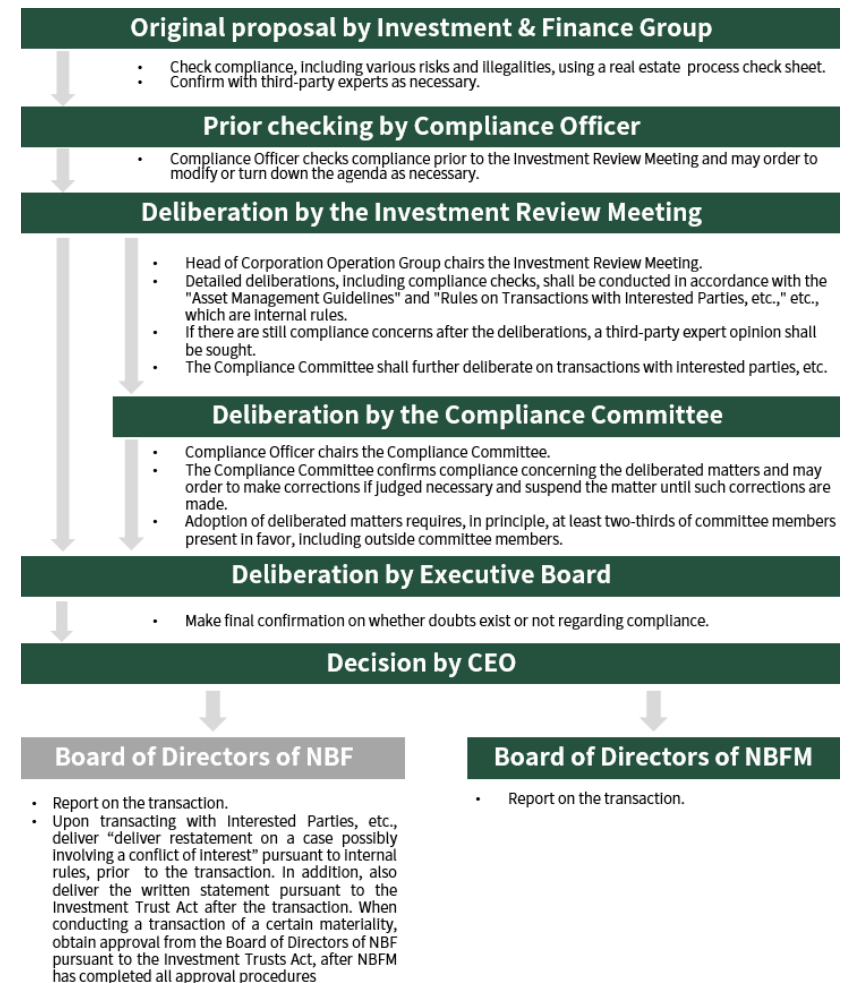 Original proposal by Investment & Finance Group
• Check compliance, including various risks and illegalities, using a real estate process check sheet.
• Confirm with third-party experts as necessary.
Prior checking by Compliance Officer
• Compliance Officer checks compliance prior to the Investment Review Meeting and may order to
modify or turn down the agenda as necessary.
Deliberation by the Investment Review Meeting
• Head of Corporation Operation Group chairs the Investment Review Meeting.
• Detailed deliberations, including compliance checks, shall be conducted in accordance with the
"Asset Management Guidelines" and "Rules on Transactions with Interested Parties, etc.," etc.,
which are internal rules.
• If there are still compliance concerns after the deliberations, a third-party expert opinion shall
be sought.
• The Compliance Committee shall further deliberate on transactions with interested parties, etc.
Deliberation by the Compliance Committee
• Compliance Officer chairs the Compliance Committee.
• The Compliance Committee confirms compliance concerning the deliberated matters and may
order to make corrections if judged necessary and suspend the matter until such corrections are
made.
• Adoption of deliberated matters requires, in principle, at least two-thirds of committee members
present in favor, including outside committee members.
Deliberation by Executive Board
• Make final confirmation on whether doubts exist or not regarding compliance.
Decision by CEO
Board of Directors of NBF
• Report on the transaction.
• Upon transacting with Interested Parties, etc.,
deliver “deliver restatement on a case possibly
involving a conflict of interest” pursuant to internal
rules, prior to the transaction. In addition, also
deliver the written statement pursuant to the
Investment Trust Act after the transaction. When
conducting a transaction of a certain materiality,
obtain approval from the Board of Directors of NBF
pursuant to the Investment Trusts Act, after NBFM
has completed all approval procedures
Board of Directors of NBFM
• Report on the transaction.